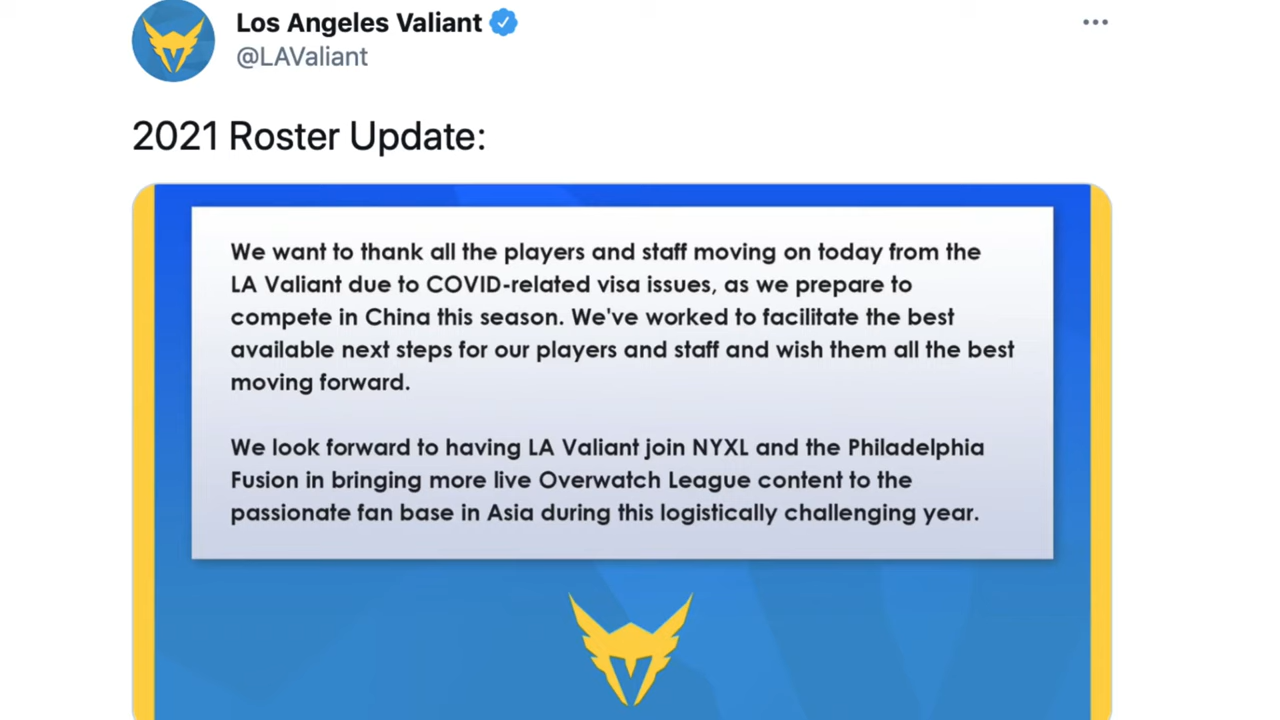 Los Angeles Valiant
@LAValiant
2021 Roster Update:
We want to thank all the players and staff moving on today from the
LA Valiant due to COVID-related visa issues, as we prepare to
compete in China this season. We've worked to facilitate the best
available next steps for our players and staff and wish them all the best
moving forward.
We look forward to having LA Valiant join NYXL and the Philadelphia
Fusion in bringing more live Overwatch League content to the
passionate fan base in Asia during this logistically challenging year.